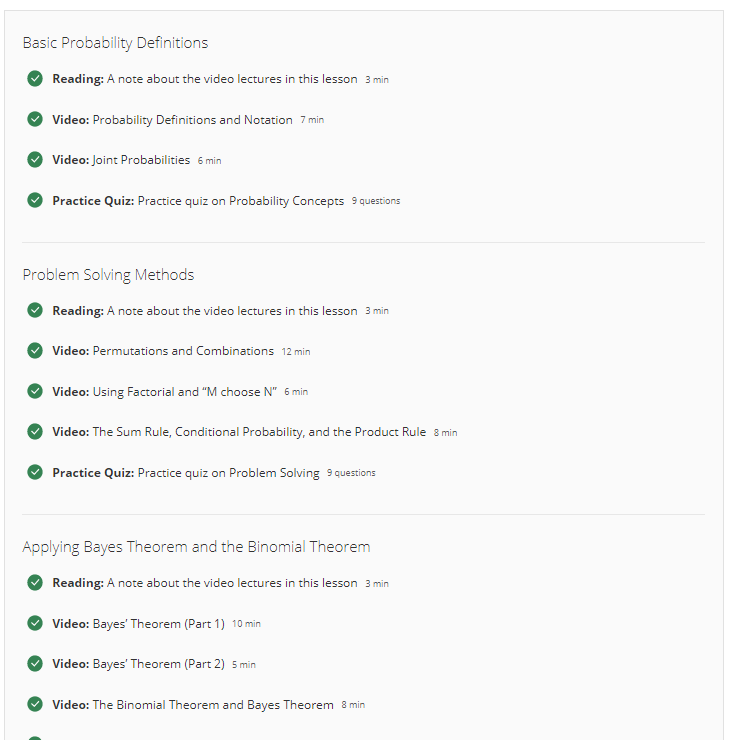 Basic Probability Definitions
Reading: A note about the video lectures in this lesson 3 min
Video: Probability Definitions and Notation 7 min
Video: Joint Probabilities 6 min
Practice Quiz: Practice quiz on Probability Concepts 9 questions
Problem Solving Methods
Reading: A note about the video lectures in this lesson 3 min
Video: Permutations and Combinations 12 min
Video: Using Factorial and “M choose N” 6 min
Video: The Sum Rule, Conditional Probability, and the Product Rule 8 min
Practice Quiz: Practice quiz on Problem Solving 9 questions
Applying Bayes Theorem and the Binomial Theorem
Reading: A note about the video lectures in this lesson 3 min
Video: Bayes’ Theorem (Part 1) 10 min
Video: Bayes’ Theorem (Part 2) 5 min
Video: The Binomial Theorem and Bayes Theorem 8 min